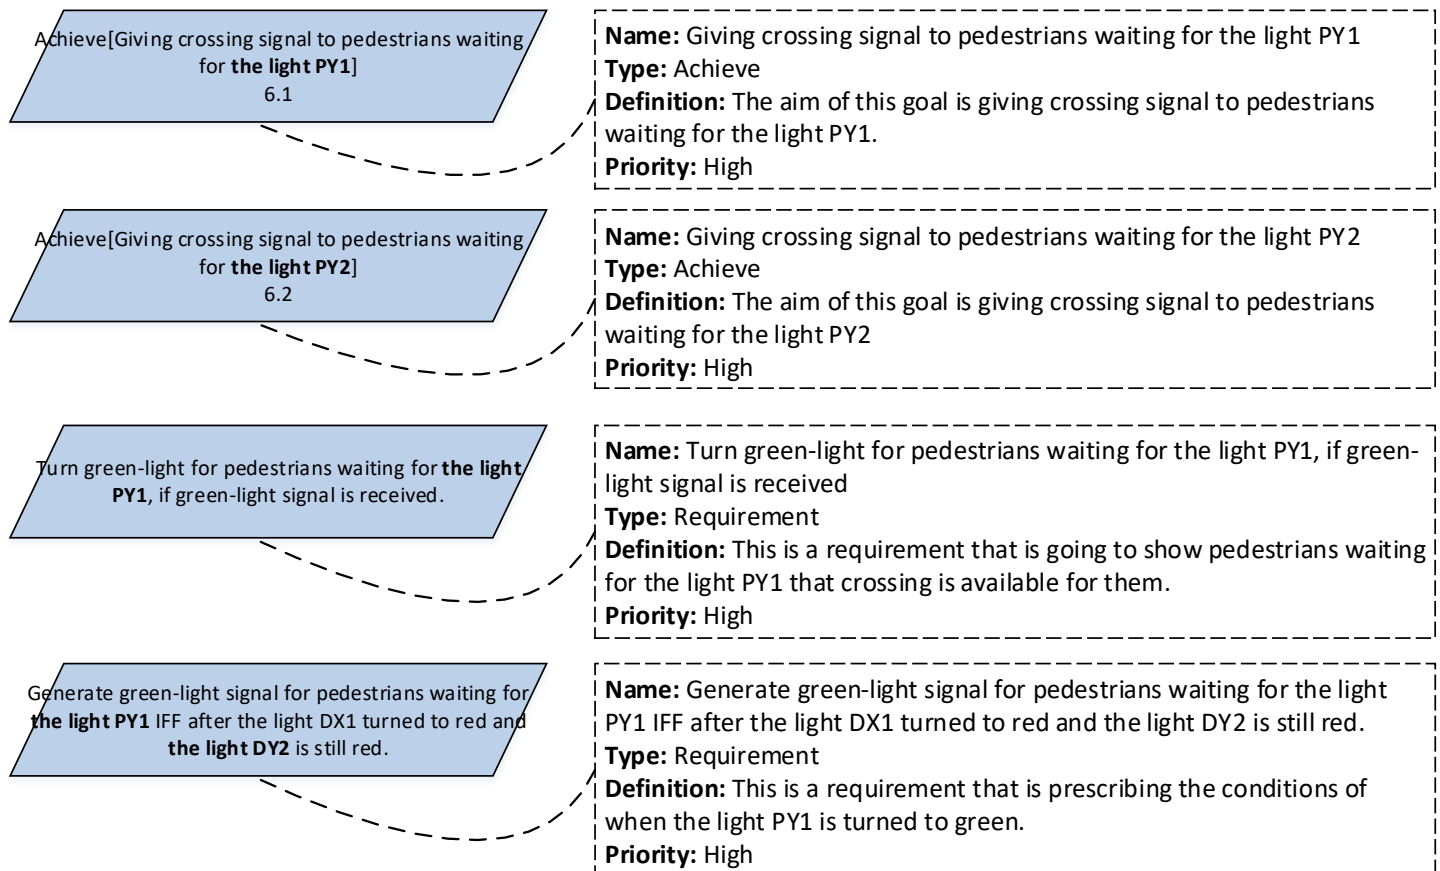 Achieve[Giving crossing signal to pedestrians waiting
for the light PY1]
6.1
Name: Giving crossing signal to pedestrians waiting for the light PY1
Type: Achieve
Definition: The aim of this goal is giving crossing signal to pedestrians
waiting for the light PY1.
Priority: High
Achieve[Giving crossing signal to pedestrians waiting
for the light PY2]
6.2
Name: Giving crossing signal to pedestrians waiting for the light PY2
Type: Achieve
Definition: The aim of this goal is giving crossing signal to pedestrians
waiting for the light PY2
Priority: High
Turn green-light for pedestrians waiting for the light
PY1, if green-light signal is received.
Name: Turn green-light for pedestrians waiting for the light PY1, if green-
light signal is received
Type: Requirement
Definition: This is a requirement that is going to show pedestrians waiting
for the light PY1 that crossing is available for them.
Priority: High
Generate green-light signal for pedestrians waiting for
the light PY1 IFF after the light DX1 turned to red and
the light DY2 is still red.
Name: Generate green-light signal for pedestrians waiting for the light
PY1 IFF after the light DX1 turned to red and the light DY2 is still red.
Type: Requirement
Definition: This is a requirement that is prescribing the conditions of
when the light PY1 is turned to green.
Priority: High